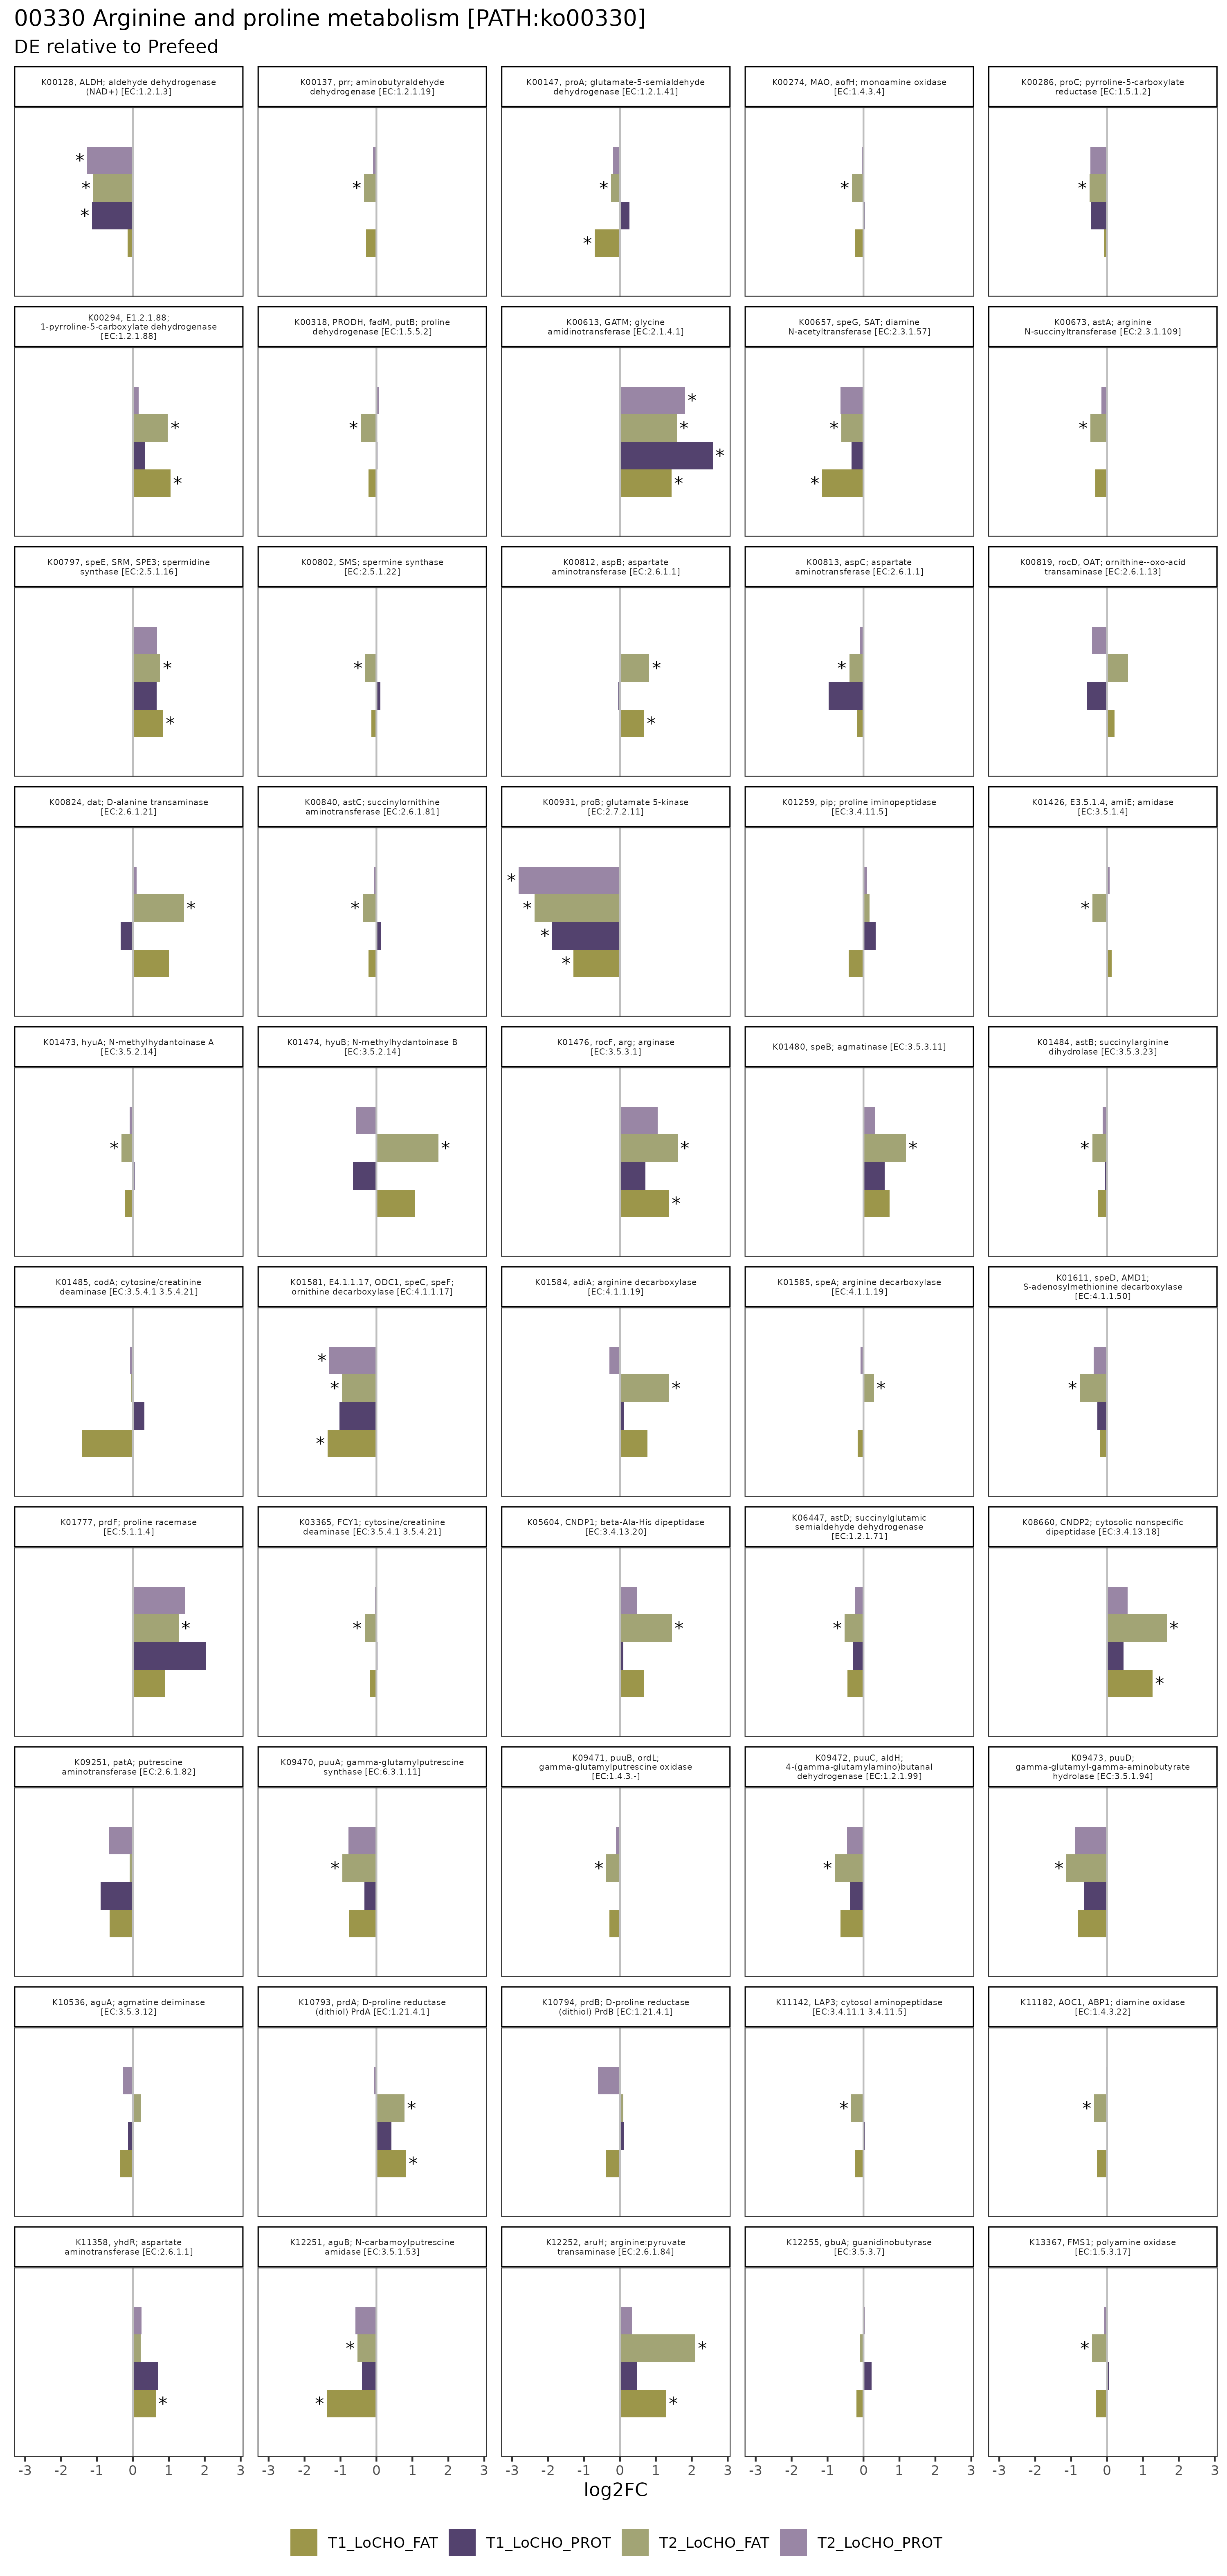 00330 Arginine and proline metabolism [PATH:ko00330]
DE relative to Prefeed
K00128, ALDH; aldehyde dehydrogenase
(NAD+) [EC:1.2.1.3]
K00137, prr; aminobutyraldehyde
dehydrogenase [EC:1.2.1.19]
K00147, proA; glutamate-5-semialdehyde
dehydrogenase [EC:1.2.1.41]
K00274, MAO, aofH; monoamine oxidase
[EC:1.4.3.4]
K00286, proC; pyrroline-5-carboxylate
reductase [EC:1.5.1.2]
* * *
*
* *
*
*
K00294, E1.2.1.88;
1-pyrroline-5-carboxylate dehydrogenase
[EC:1.2.1.88]
K00318, PRODH, fadM, putB; proline
dehydrogenase [EC:1.5.5.2]
K00613, GATM; glycine
amidinotransferase [EC:2.1.4.1]
K00657, speG, SAT; diamine
N-acetyltransferase [EC:2.3.1.57]
K00673, astA; arginine
N-succinyltransferase [EC:2.3.1.109]
* *
*
* * * *
* *
*
K00797, speE, SRM, SPE3; spermidine
synthase [EC:2.5.1.16]
K00802, SMS; spermine synthase
[EC:2.5.1.22]
K00812, aspB; aspartate
aminotransferase [EC:2.6.1.1]
K00813, aspC; aspartate
aminotransferase [EC:2.6.1.1]
K00819, rocD, OAT; ornithine--oxo-acid
transaminase [EC:2.6.1.13]
* *
*
* *
*
K00824, dat; D-alanine transaminase
[EC:2.6.1.21]
K00840, astC; succinylornithine
aminotransferase [EC:2.6.1.81]
K00931, proB; glutamate 5-kinase
[EC:2.7.2.11]
K01259, pip; proline iminopeptidase
[EC:3.4.11.5]
K01426, E3.5.1.4, amiE; amidase
[EC:3.5.1.4]
*
*
* * * *
*
K01473, hyuA; N-methylhydantoinase A
[EC:3.5.2.14]
K01474, hyuB; N-methylhydantoinase B
[EC:3.5.2.14]
K01476, rocF, arg; arginase
[EC:3.5.3.1]
K01480, speB; agmatinase [EC:3.5.3.11]
K01484, astB; succinylarginine
dihydrolase [EC:3.5.3.23]
*
*
* *
*
*
K01485, codA; cytosine/creatinine
deaminase [EC:3.5.4.1 3.5.4.21]
K01581, E4.1.1.17, ODC1, speC, speF;
ornithine decarboxylase [EC:4.1.1.17]
K01584, adiA; arginine decarboxylase
[EC:4.1.1.19]
K01585, speA; arginine decarboxylase
[EC:4.1.1.19]
K01611, speD, AMD1;
S-adenosylmethionine decarboxylase
[EC:4.1.1.50]
* * *
*
*
*
K01777, prdF; proline racemase
[EC:5.1.1.4]
K03365, FCY1; cytosine/creatinine
deaminase [EC:3.5.4.1 3.5.4.21]
K05604, CNDP1; beta-Ala-His dipeptidase
[EC:3.4.13.20]
K06447, astD; succinylglutamic
semialdehyde dehydrogenase
[EC:1.2.1.71]
K08660, CNDP2; cytosolic nonspecific
dipeptidase [EC:3.4.13.18]
*
*
*
*
* *
K09251, patA; putrescine
aminotransferase [EC:2.6.1.82]
K09470, puuA; gamma-glutamylputrescine
synthase [EC:6.3.1.11]
K09471, puuB, ordL;
gamma-glutamylputrescine oxidase
[EC:1.4.3.-]
K09472, puuC, aldH;
4-(gamma-glutamylamino)butanal
dehydrogenase [EC:1.2.1.99]
K09473, puuD;
gamma-glutamyl-gamma-aminobutyrate
hydrolase [EC:3.5.1.94]
*
*
*
*
K10536, aguA; agmatine deiminase
[EC:3.5.3.12]
K10793, prdA; D-proline reductase
(dithiol) PrdA [EC:1.21.4.1]
K10794, prdB; D-proline reductase
(dithiol) PrdB [EC:1.21.4.1]
K11142, LAP3; cytosol aminopeptidase
[EC:3.4.11.1 3.4.11.5]
K11182, AOC1, ABP1; diamine oxidase
[EC:1.4.3.22]
* *
*
*
K11358, yhdR; aspartate
aminotransferase [EC:2.6.1.1]
K12251, aguB; N-carbamoylputrescine
amidase [EC:3.5.1.53]
K12252, aruH; arginine:pyruvate
transaminase [EC:2.6.1.84]
K12255, gbuA; guanidinobutyrase
[EC:3.5.3.7]
K13367, FMS1; polyamine oxidase
[EC:1.5.3.17]
*
* *
* *
*
-3 -2 -1 0 1 2 3
-3 -2 -1 0 1 2 3
-3 -2 -1 0 1 2 3
-3 -2 -1 0 1 2 3
-3 -2 -1 0 1 2 3
log2FC
T1_LoCHO_FAT T1_LoCHO_PROT T2_LoCHO_FAT T2_LoCHO_PROT